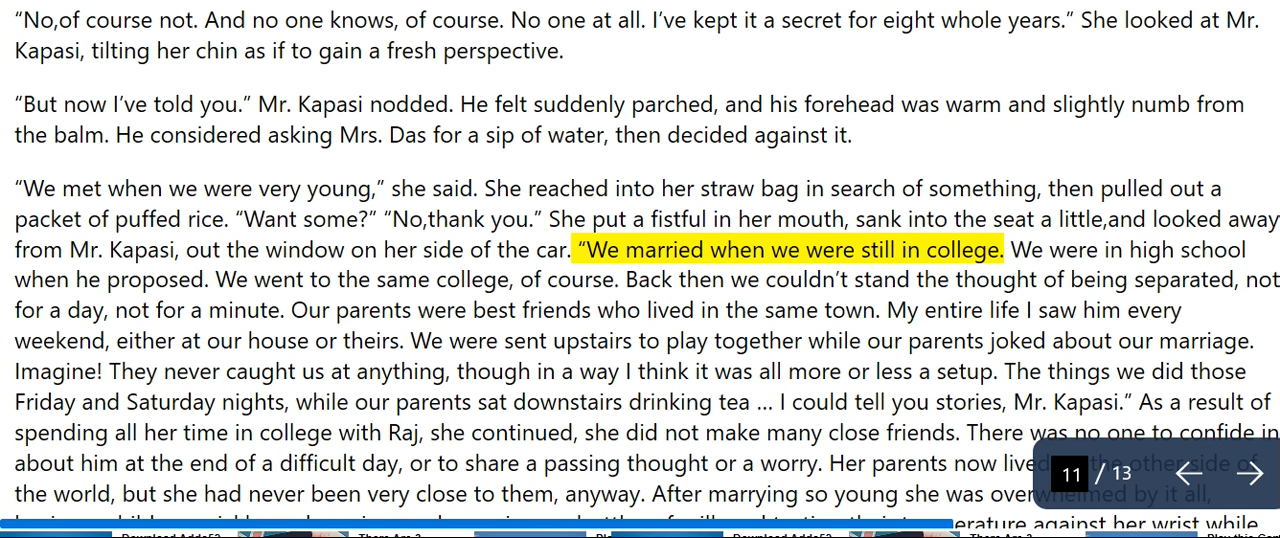 “No,of course not. And no one knows, of course. No one at all. I’ve kept it a secret for eight whole years.” She looked at Mr.
Kapasi, tilting her chin as if to gain a fresh perspective.
“But now I’ve told you.” Mr. Kapasi nodded. He felt suddenly parched, and his forehead was warm and slightly numb from
the balm. He considered asking Mrs. Das for a sip of water, then decided against it.
“We met when we were very young,” she said. She reached into her straw bag in search of something, then pulled out a
packet of puffed rice. “Want some?” “No,thank you.” She put a fistful in her mouth, sank into the seat a little,and looked away
from Mr. Kapasi, out the window on her side of the car. “We married when we were still in college. We were in high school
when he proposed. We went to the same college, of course. Back then we couldn’t stand the thought of being separated, not
for a day, not for a minute. Our parents were best friends who lived in the same town. My entire life I saw him every
weekend, either at our house or theirs. We were sent upstairs to play together while our parents joked about our marriage.
Imagine! They never caught us at anything, though in a way I think it was all more or less a setup. The things we did those
Friday and Saturday nights, while our parents sat downstairs drinking tea ... I could tell you stories, Mr. Kapasi.” As a result of
spending all her time in college with Raj, she continued, she did not make many close friends. There was no one to confide in
about him at the end of a difficult day, or to share a passing thought or a worry. Her parents now lived on the other side of
the world, but she had never been very close to them, anyway. After marrying so young she was overwhelmed by it all,
11 / 13
against her wrist while